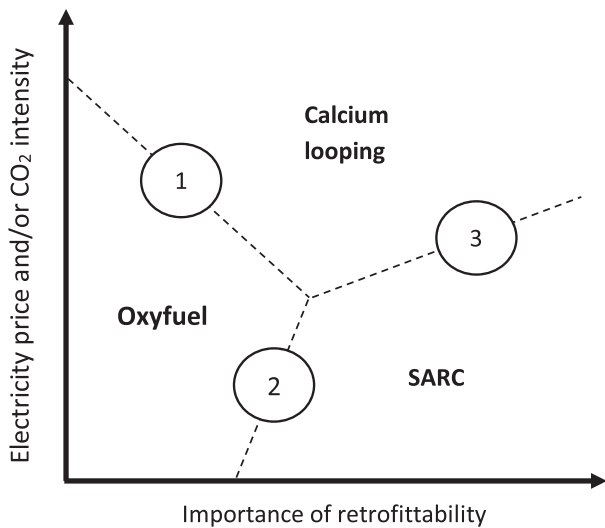 Electricity price and/or CO₂ intensity
Calcium
looping
1
3
Oxyfuel
2
SARC
Importance of retrofittability